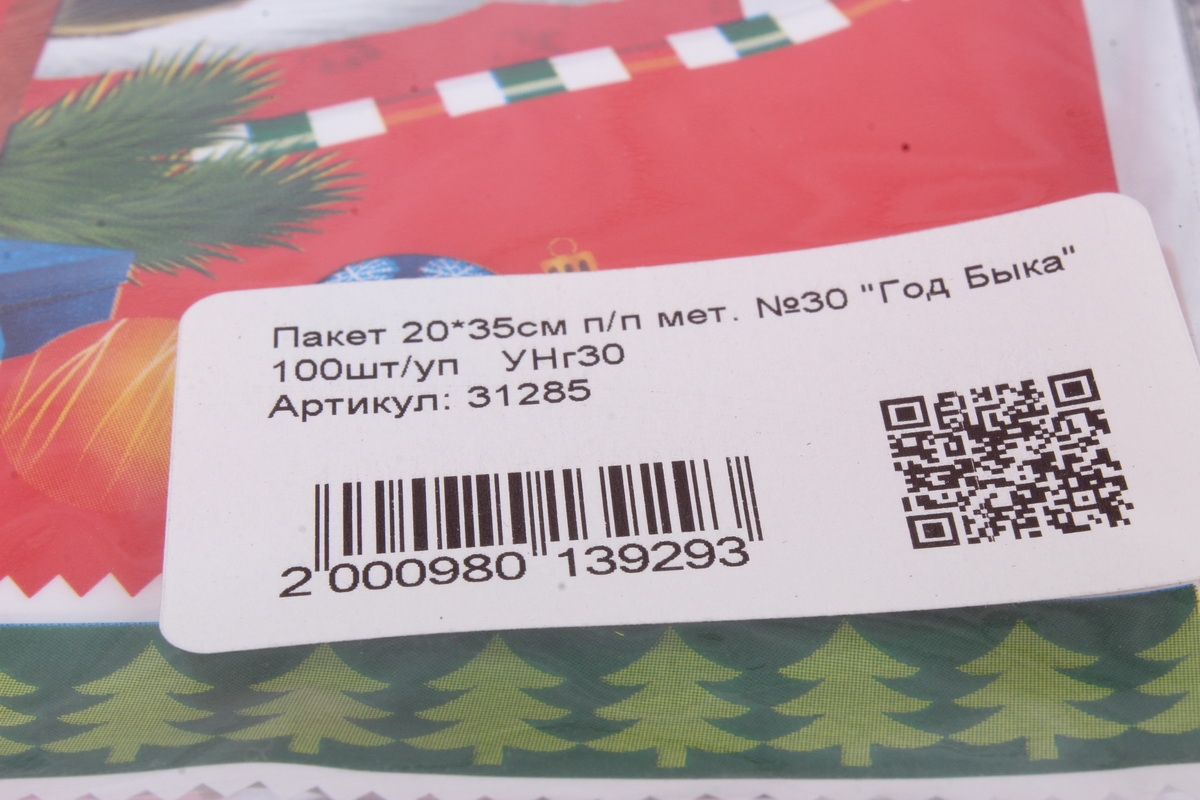 Пакет 20*35см п/п мет. №30 "Год Быка"
100шт/уп УНг30
Артикул: 31285
2 000980 139293